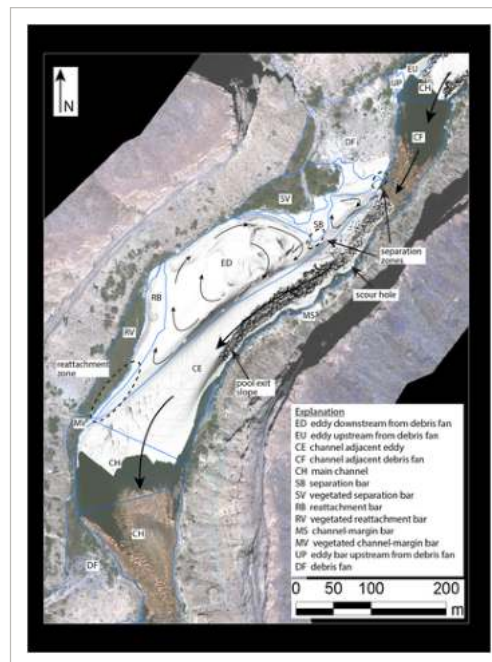 EU
UP
CH
N
CF
DF
SV
SB
separation
zones
ED
scour hole
RB
MS
RV
reattachment
zone
CE
pool exit
slope
MV
CH
CH
DF
Explanation
ED eddy downstream from debris fan
EU eddy upstream from debris fan
CE channel adjacent eddy
CF channel adjacent debris fan
CH main channel
SB separation bar
SV vegetated separation bar
RB reattachment bar
RV vegetated reattachment bar
MS channel-margin bar
MV vegetated channel-margin bar
UP eddy bar upstream from debris fan
DF debris fan
0 50 100 200
m